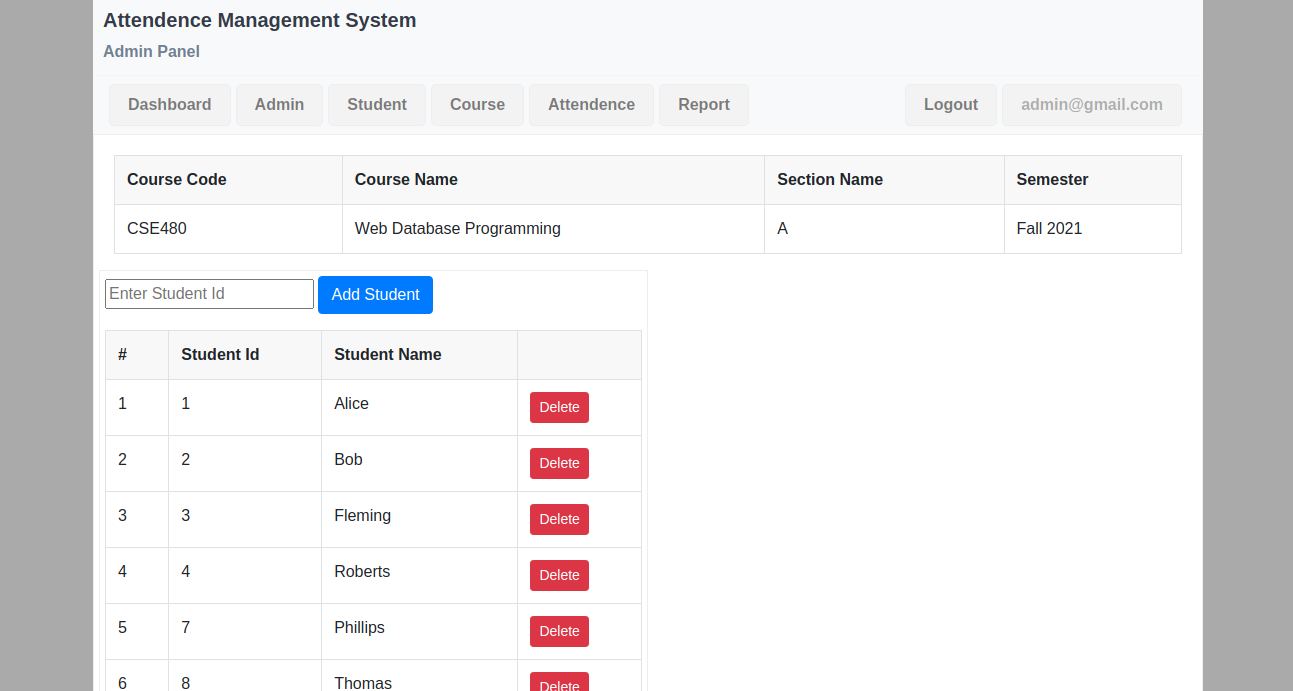 Attendence Management System
Admin Panel
Dashboard Admin Student Course Attendence Report Logout admin@gmail.com
Course Code Course Name Section Name Semester
CSE480 Web Database Programming A Fall 2021
Enter Student Id Add Student
# Student Id Student Name
1 1 Alice Delete
2 2 Bob Delete
3 3 Fleming Delete
4 4 Roberts Delete
5 7 Phillips Delete
6 8 Thomas Delete